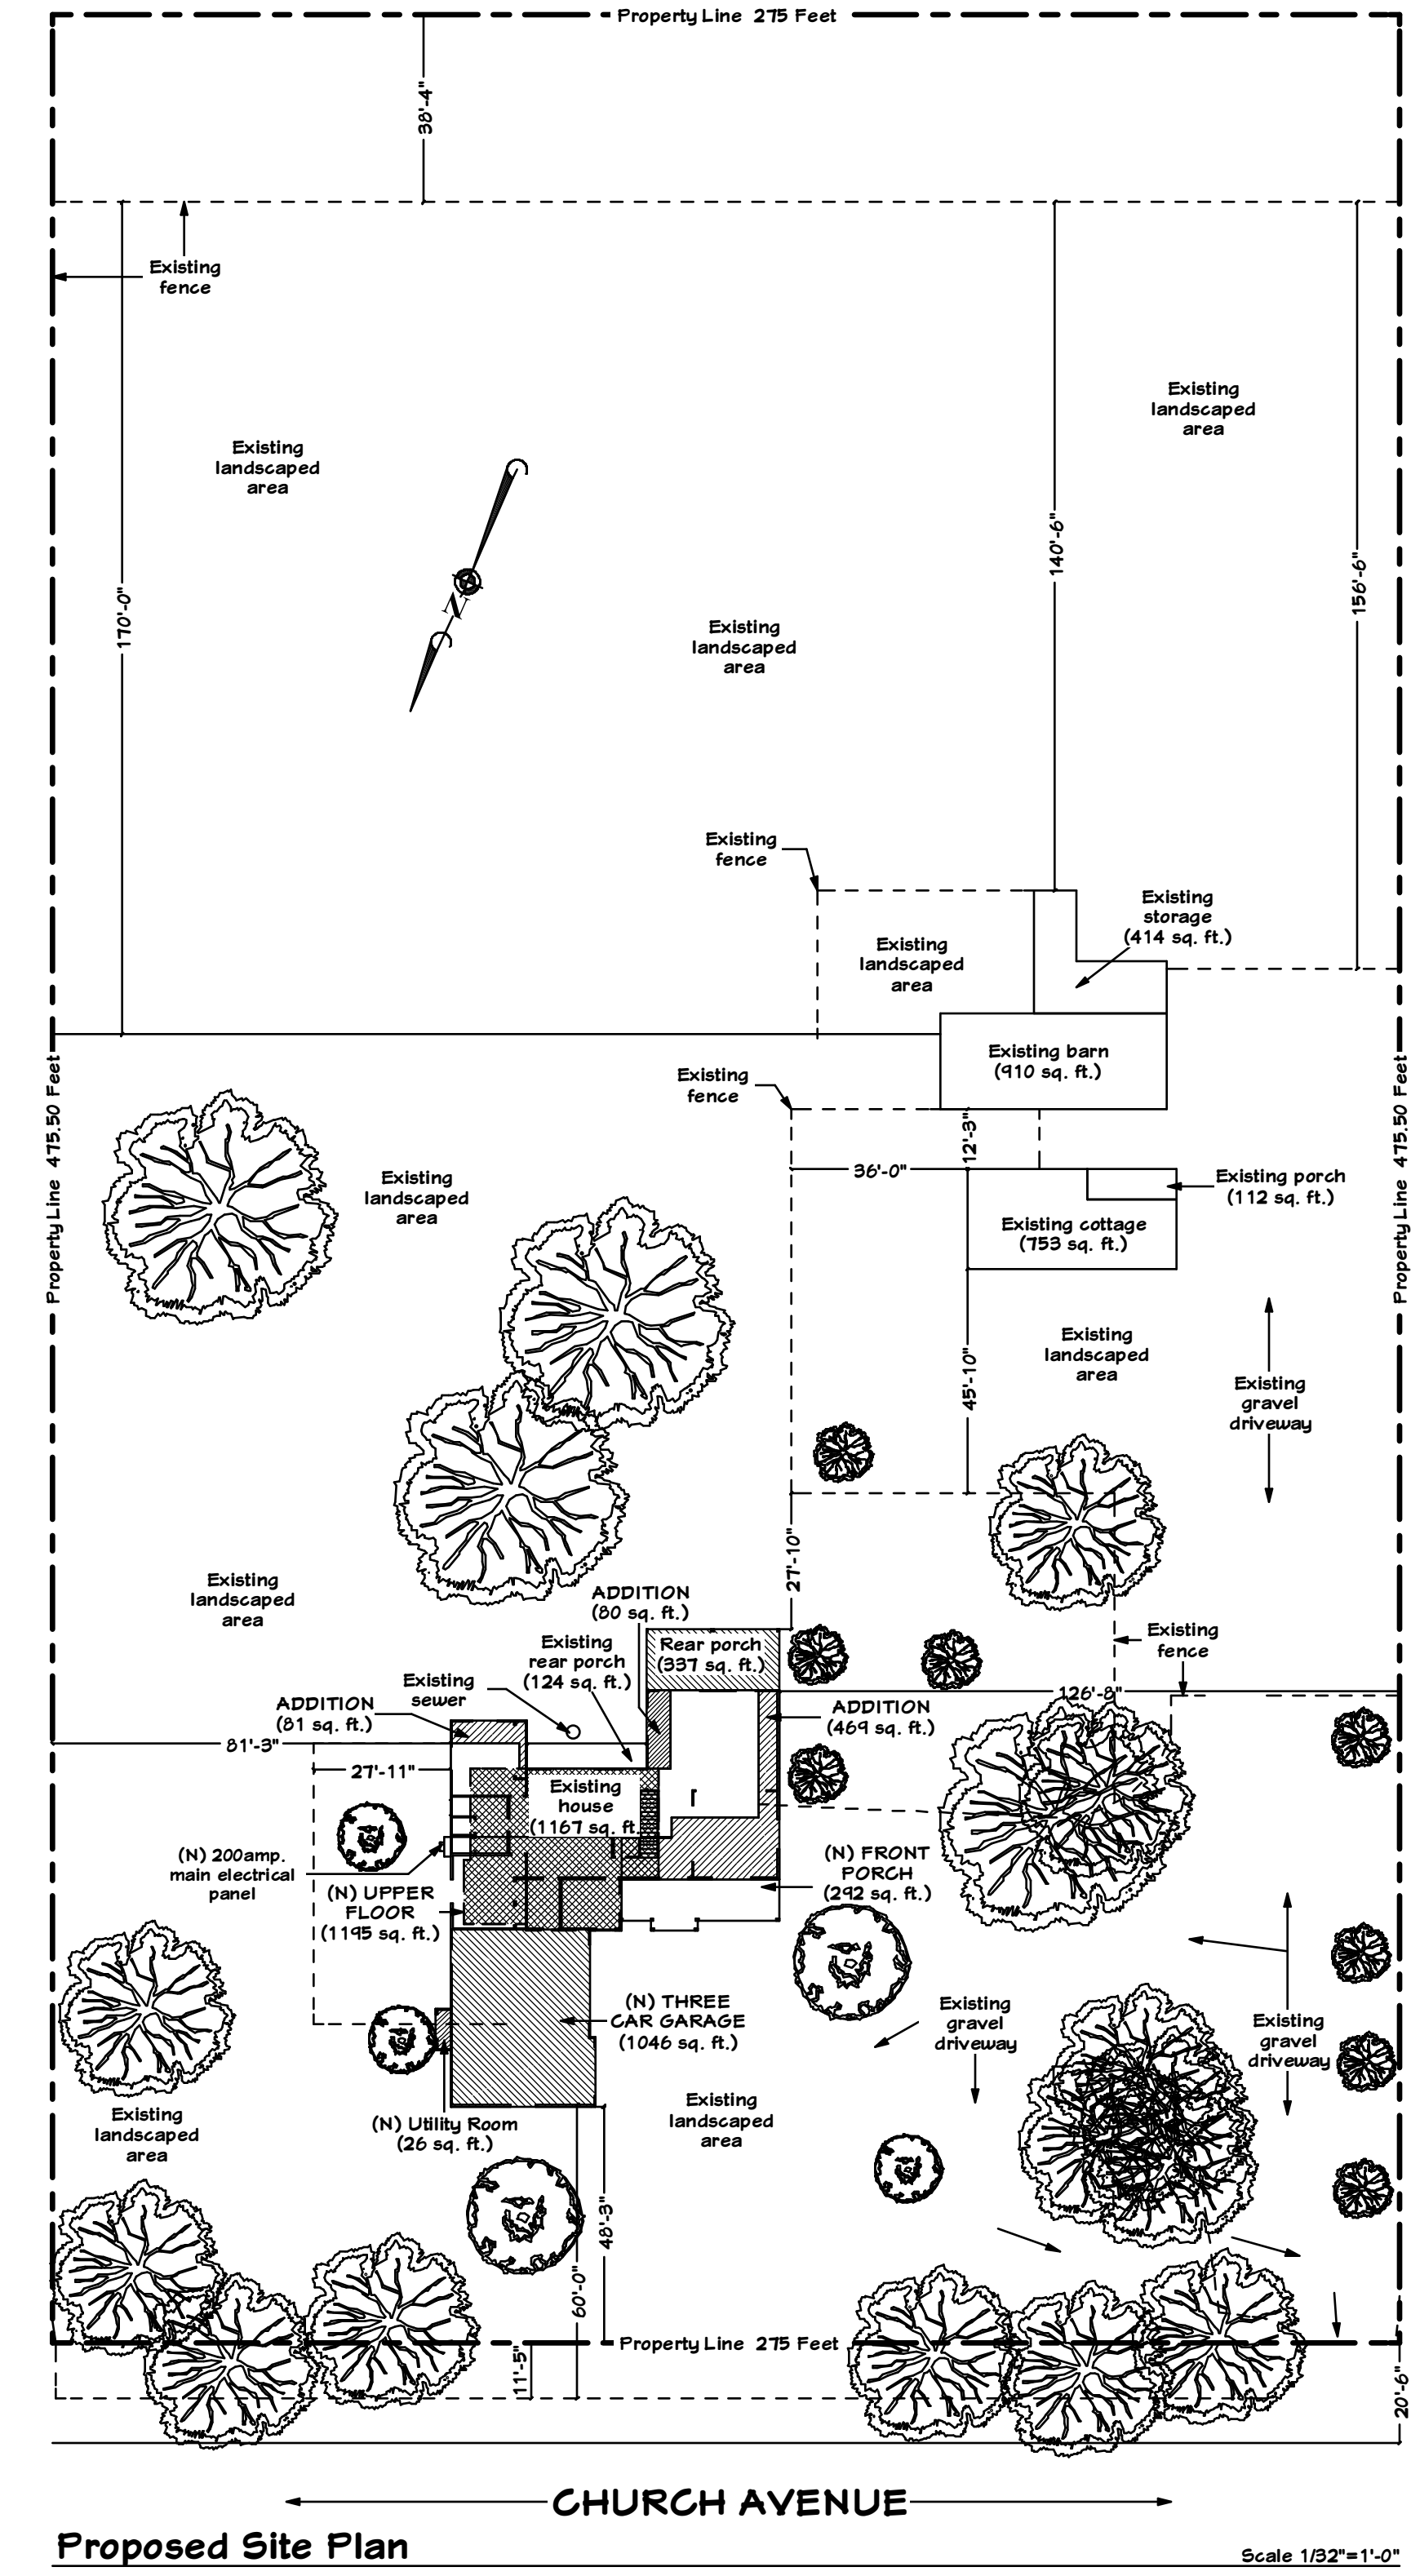 Property Line 275 Feet
38'-4"
Existing
fence
Existing
landscaped
area
Existing
landscaped
area
140'-6"
156'-6"
170'-0"
N
Existing
landscaped
area
Existing
fence
Existing
storage
(414 sq. ft.)
Existing
landscaped
area
Existing barn
(910 sq. ft.)
Property Line 475.50 Feet
Property Line 475.50 Feet
Existing
fence
12'-3"
36'-0"
Existing porch
(112 sq. ft.)
Existing
landscaped
area
Existing cottage
(753 sq. ft.)
Existing
landscaped
area
45'-10"
Existing
gravel
driveway
27'-10"
Existing
landscaped
area
ADDITION
(80 sq. ft.)
Existing
rear porch
(124 sq. ft.)
Rear porch
(337 sq. ft.)
Existing
fence
Existing
sewer
ADDITION
(81 sq. ft.)
126'-8"
ADDITION
(469 sq. ft.)
81'-3"
27'-11"
Existing
house
(1167 sq. ft.
(N) 200amp.
main electrical
panel
(N) FRONT
PORCH
(292 sq. ft.)
(N) UPPER
FLOOR
(1195 sq. ft.)
(N) THREE
CAR GARAGE
(1046 sq. ft.)
Existing
gravel
driveway
Existing
gravel
driveway
Existing
landscaped
area
(N) Utility Room
(26 sq. ft.)
Existing
landscaped
area
48'-3"
60'-0"
Property Line 275 Feet
11'-5"
20'-6"
CHURCH AVENUE
Proposed Site Plan
Scale 1/32"=1'-0"